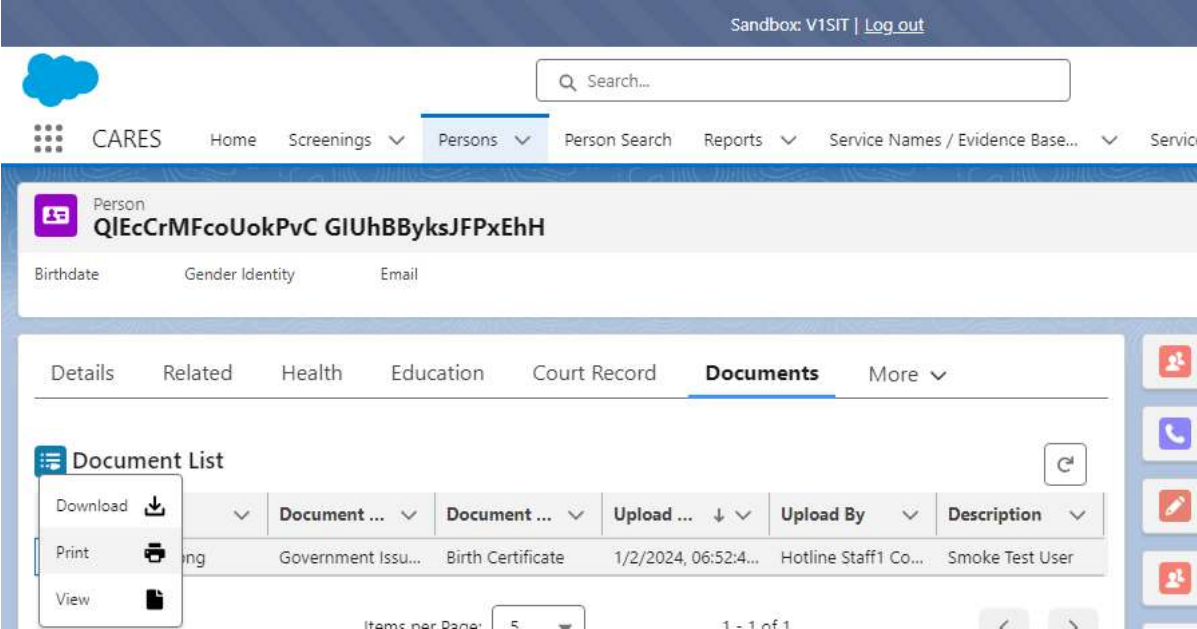 Sandbox: V1SIT | Log out
Search...
CARES Home Screenings Persons Person Search Reports Service Names / Evidence Base... Servic
Person
QlEcCrMFcoUokPvC GIUhBByksJFPxEhH
Birthdate Gender Identity Email
Details Related Health Education Court Record Documents More
Document List
Download
Document ... Document ... Upload ... Upload By Description
Print
ong Government Issu... Birth Certificate 1/2/2024, 06:52:4... Hotline Staff1 Co... Smoke Test User
View
Items per Page: 5 1 - 1 of 1